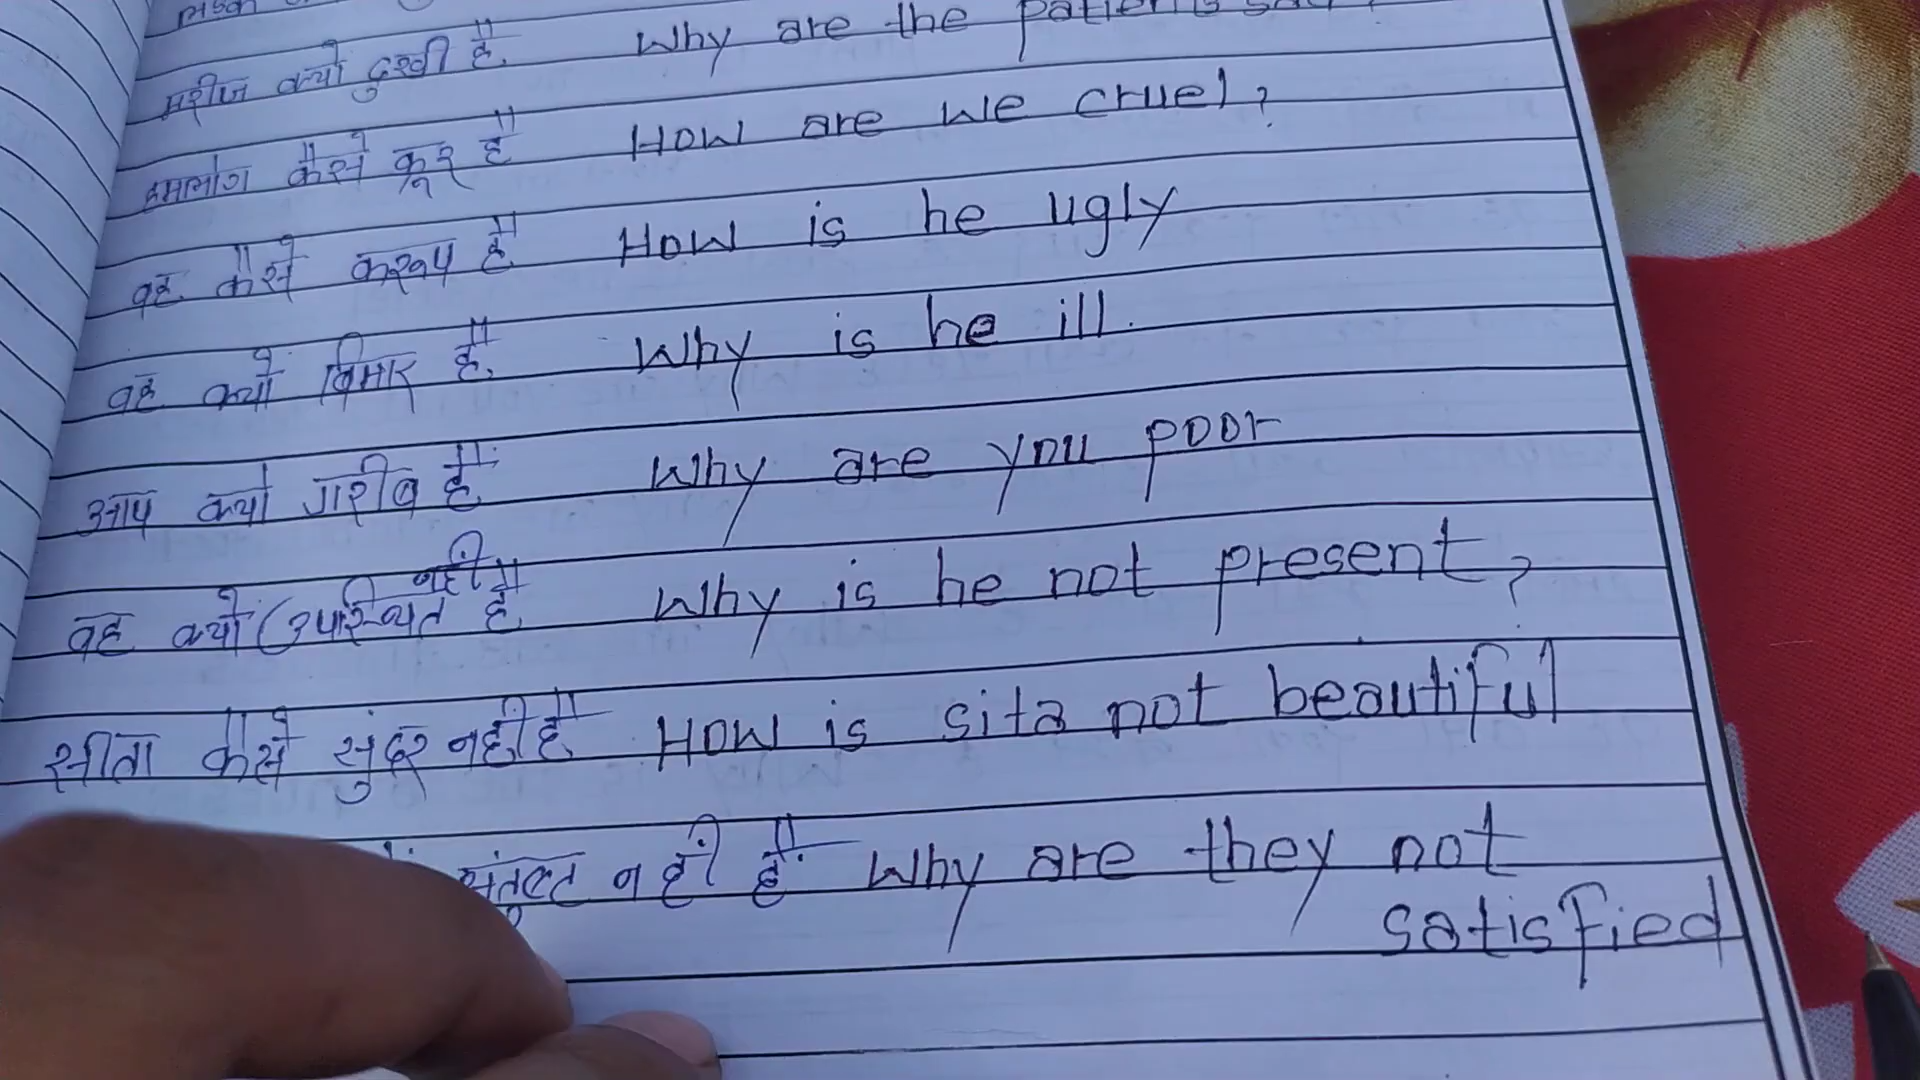 मरीज क्यों दुखी हैं. Why are the patients sad ?
हमलोग कैसे क्रूर हैं How are we cruel ?
वह कैसे कुरूप है How is he ugly
वह क्यों बिमार है. Why is he ill.
आप क्यों गरीब हैं Why are you poor
वह क्यों (उपस्थित नहीं है Why is he not present ?
सीता कैसे सुंदर नहीं है How is sita not beautiful
संतुष्ट नहीं हैं. Why are they not
satisfied